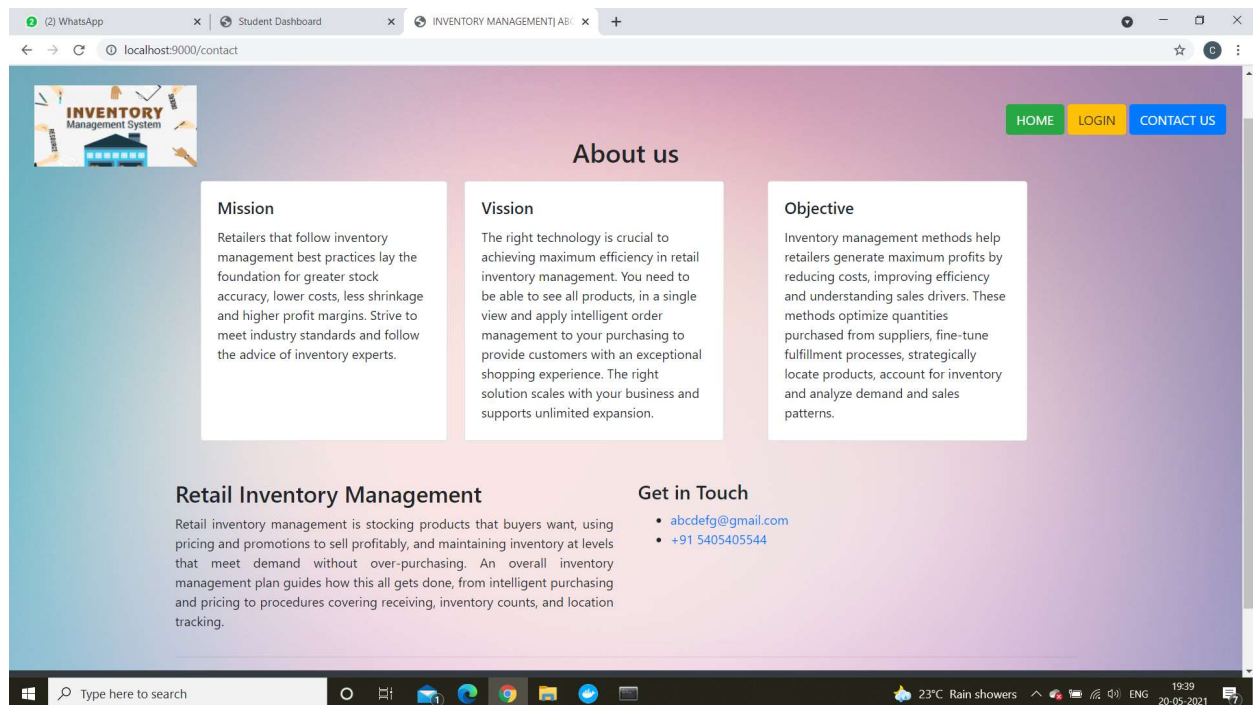 (2) WhatsApp
Student Dashboard
INVENTORY MANAGEMENT| ABC
localhost:9000/contact
C
INVENTORY
Management System
RESOURCE
HOME
LOGIN
CONTACT US
About us
Mission
Retailers that follow inventory
management best practices lay the
foundation for greater stock
accuracy, lower costs, less shrinkage
and higher profit margins. Strive to
meet industry standards and follow
the advice of inventory experts.
Vission
The right technology is crucial to
achieving maximum efficiency in retail
inventory management. You need to
be able to see all products, in a single
view and apply intelligent order
management to your purchasing to
provide customers with an exceptional
shopping experience. The right
solution scales with your business and
supports unlimited expansion.
Objective
Inventory management methods help
retailers generate maximum profits by
reducing costs, improving efficiency
and understanding sales drivers. These
methods optimize quantities
purchased from suppliers, fine-tune
fulfillment processes, strategically
locate products, account for inventory
and analyze demand and sales
patterns.
Retail Inventory Management
Retail inventory management is stocking products that buyers want, using
pricing and promotions to sell profitably, and maintaining inventory at levels
that meet demand without over-purchasing. An overall inventory
management plan guides how this all gets done, from intelligent purchasing
and pricing to procedures covering receiving, inventory counts, and location
tracking.
Get in Touch
abcdefg@gmail.com
+91 5405405544
Type here to search
23°C Rain showers
ENG
19:39
20-05-2021